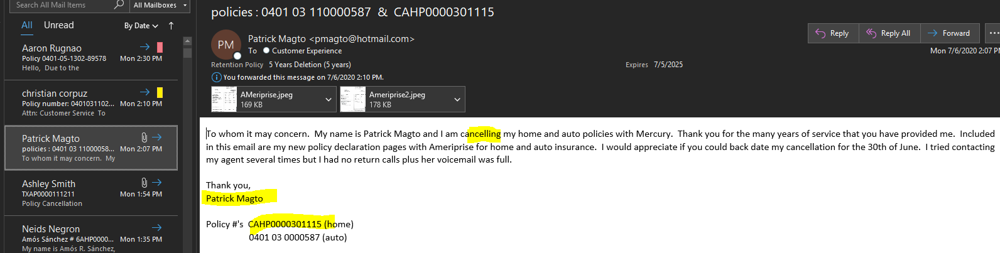 Search All Mail Items
All Mailboxes
All Unread By Date ↑
Aaron Rugnao
Policy 0401-05-1302-89578 Mon 2:30 PM
Hello, Due to the
christian corpuz
Policy number: 0401031102... Mon 2:10 PM
Attn: Customer Service To
Patrick Magto
policies : 0401 03 11000058... Mon 2:07 PM
To whom it may concern. My
Ashley Smith
TXAP0000111211 Mon 1:54 PM
Policy Cancellation
Neids Negron
Amós Sánchez # 6AHP0000... Mon 1:35 PM
My name is Amós R. Sánchez,
policies : 0401 03 110000587 & CAHP0000301115
PM
Patrick Magto <pmagto@hotmail.com>
To Customer Experience
Reply Reply All Forward ...
Mon 7/6/2020 2:07 PM
Retention Policy 5 Years Deletion (5 years) Expires 7/5/2025
You forwarded this message on 7/6/2020 2:10 PM.
AMeriprise.jpeg
169 KB
Ameriprise2.jpeg
178 KB
To whom it may concern. My name is Patrick Magto and I am cancelling my home and auto policies with Mercury. Thank you for the many years of service that you have provided me. Included
in this email are my new policy declaration pages with Ameriprise for home and auto insurance. I would appreciate if you could back date my cancellation for the 30th of June. I tried contacting
my agent several times but I had no return calls plus her voicemail was full.
Thank you,
Patrick Magto
Policy #'s CAHP0000301115 (home)
0401 03 0000587 (auto)